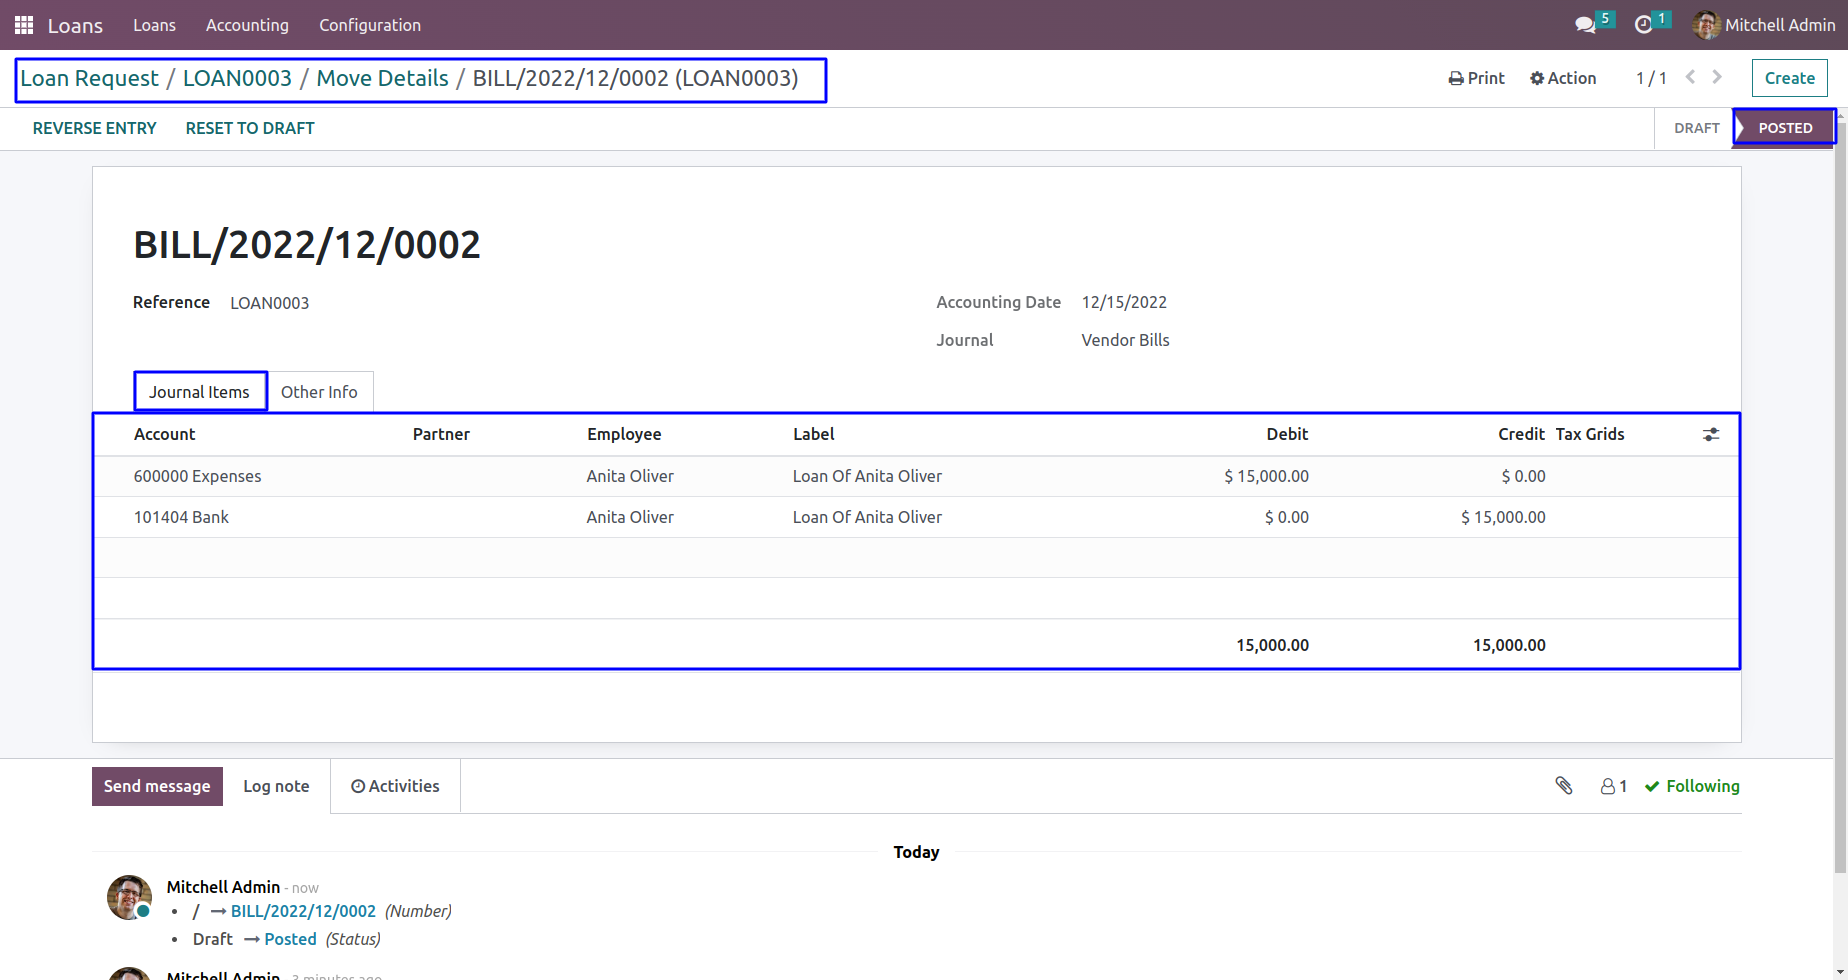 Loans Loans Accounting Configuration 5 1 Mitchell Admin
Loan Request / LOAN0003 / Move Details / BILL/2022/12/0002 (LOAN0003) Print Action 1 / 1 Create
REVERSE ENTRY RESET TO DRAFT DRAFT POSTED
BILL/2022/12/0002
Reference LOAN0003 Accounting Date 12/15/2022
Journal Vendor Bills
Journal Items Other Info
Account Partner Employee Label Debit Credit Tax Grids
600000 Expenses Anita Oliver Loan Of Anita Oliver $ 15,000.00 $ 0.00
101404 Bank Anita Oliver Loan Of Anita Oliver $ 0.00 $ 15,000.00
15,000.00 15,000.00
Send message Log note Activities 1 Following
Today
Mitchell Admin - now
• / → BILL/2022/12/0002 (Number)
• Draft → Posted (Status)
Mitchell Admin - 3 minutes ago